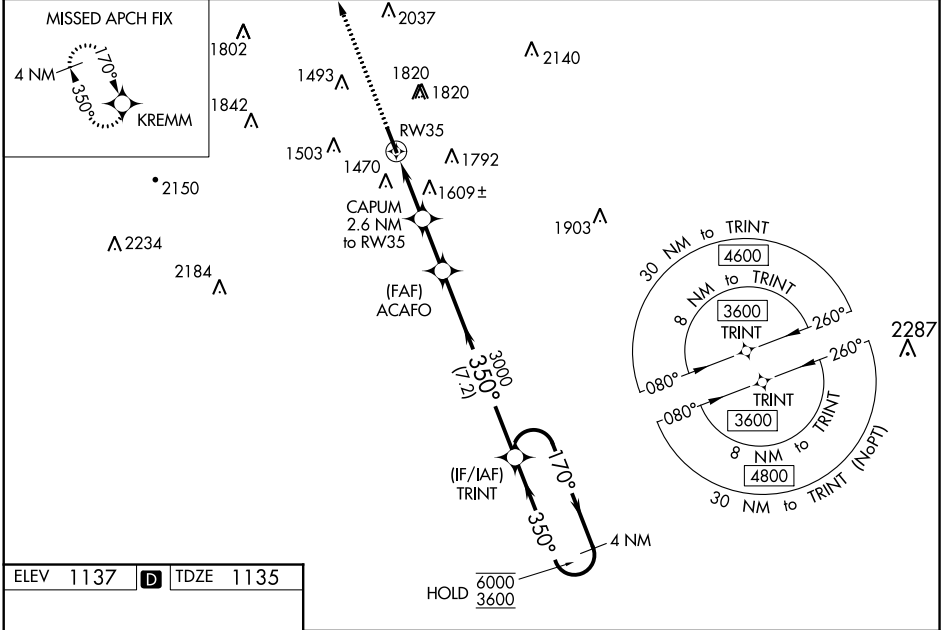 MISSED APCH FIX
4 NM
170°
350°
KREMM
1802
1842
2037
2140
1493
1820
1820
RW35
1503
1470
1792
1609±
2150
CAPUM
2.6 NM
to RW35
1903
2234
2184
(FAF)
ACAFO
3000
350°
(7.2)
(IF/IAF)
TRINT
170°
350°
4 NM
HOLD
6000
3600
30 NM to TRINT
4600
8 NM to TRINT
3600
TRINT
260°
080°
260°
080°
TRINT
3600
8 NM to TRINT
4800
30 NM to TRINT (NoPT)
2287
ELEV 1137 D TDZE 1135